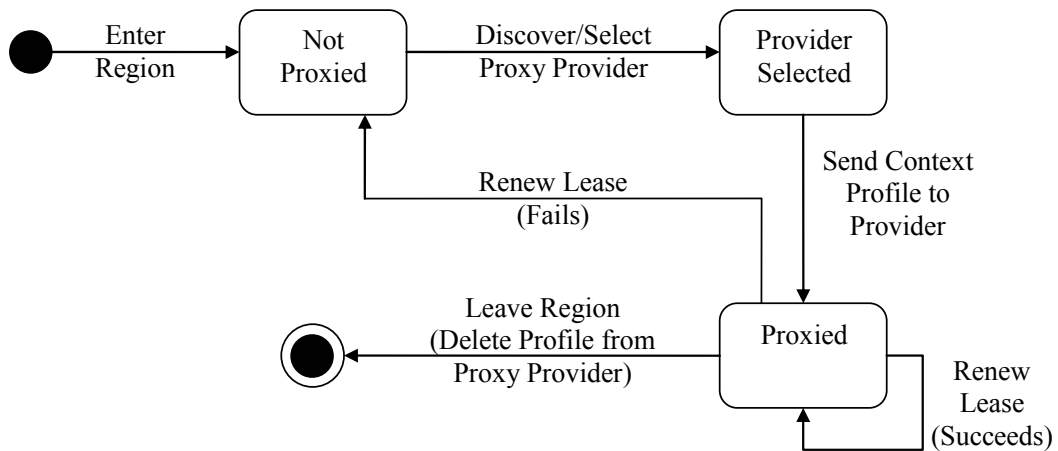 Enter
Region
Not
Proxied
Discover/Select
Proxy Provider
Provider
Selected
Send Context
Profile to
Provider
Renew Lease
(Fails)
Leave Region
(Delete Profile from
Proxy Provider)
Proxied
Renew
Lease
(Succeeds)